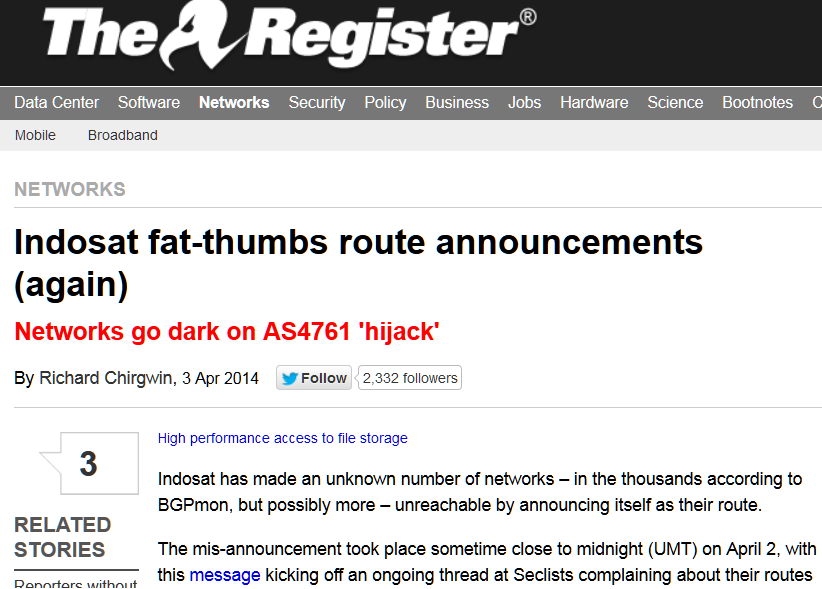 The Register®
Data Center Software Networks Security Policy Business Jobs Hardware Science Bootnotes
Mobile Broadband
NETWORKS
Indosat fat-thumbs route announcements
(again)
Networks go dark on AS4761 'hijack'
By Richard Chirgwin, 3 Apr 2014 Follow 2,332 followers
3
RELATED
STORIES
Reporters without
High performance access to file storage
Indosat has made an unknown number of networks – in the thousands according to
BGPmon, but possibly more – unreachable by announcing itself as their route.
The mis-announcement took place sometime close to midnight (UMT) on April 2, with
this message kicking off an ongoing thread at Seclists complaining about their routes